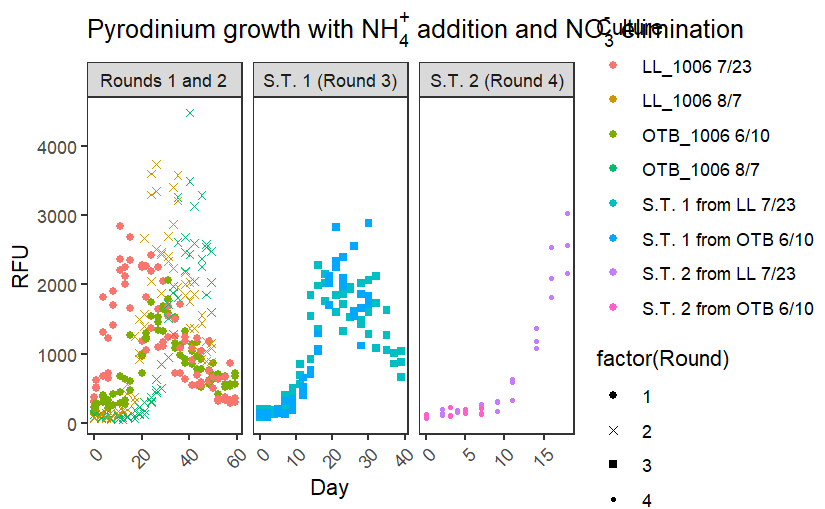 Pyrodinium growth with NH₄⁺ addition and NO₃⁻ elimination
Culture
Rounds 1 and 2
S.T. 1 (Round 3)
S.T. 2 (Round 4)
RFU
4000
3000
2000
1000
0
0 20 40 60
0 10 20 30 40
0 5 10 15
Day
LL_1006 7/23
LL_1006 8/7
OTB_1006 6/10
OTB_1006 8/7
S.T. 1 from LL 7/23
S.T. 1 from OTB 6/10
S.T. 2 from LL 7/23
S.T. 2 from OTB 6/10
factor(Round)
1
2
3
4